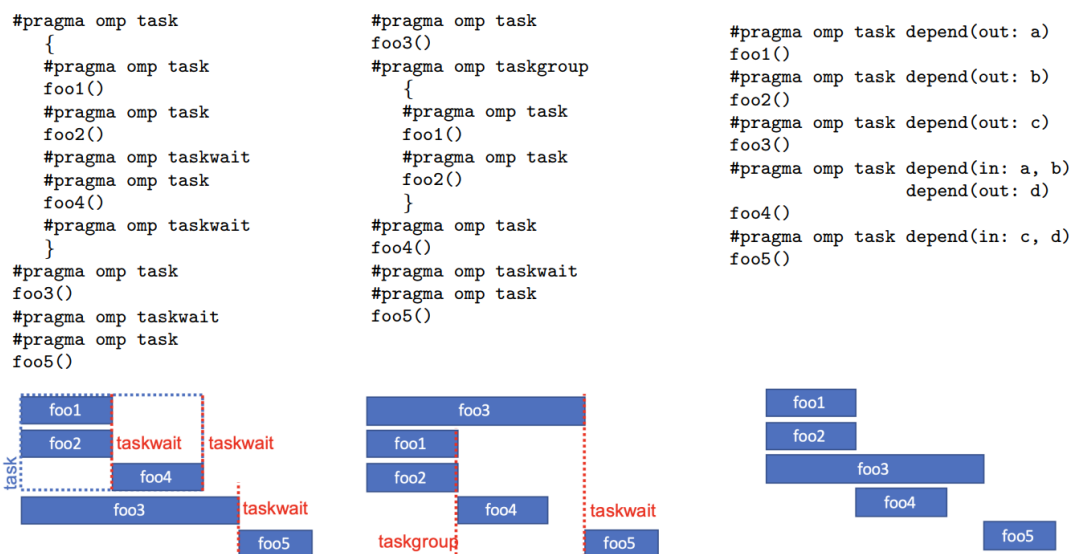 #pragma omp task
{
#pragma omp task
foo1()
#pragma omp task
foo2()
#pragma omp taskwait
#pragma omp task
foo4()
#pragma omp taskwait
}
#pragma omp task
foo3()
#pragma omp taskwait
#pragma omp task
foo5()
#pragma omp task
foo3()
#pragma omp taskgroup
{
#pragma omp task
foo1()
#pragma omp task
foo2()
}
#pragma omp task
foo4()
#pragma omp taskwait
#pragma omp task
foo5()
#pragma omp task depend(out: a)
foo1()
#pragma omp task depend(out: b)
foo2()
#pragma omp task depend(out: c)
foo3()
#pragma omp task depend(in: a, b)
depend(out: d)
foo4()
#pragma omp task depend(in: c, d)
foo5()
foo1
foo2
taskwait
taskwait
task
foo4
foo3
taskwait
foo5
foo3
foo1
foo2
foo4
taskwait
taskgroup
foo5
foo1
foo2
foo3
foo4
foo5